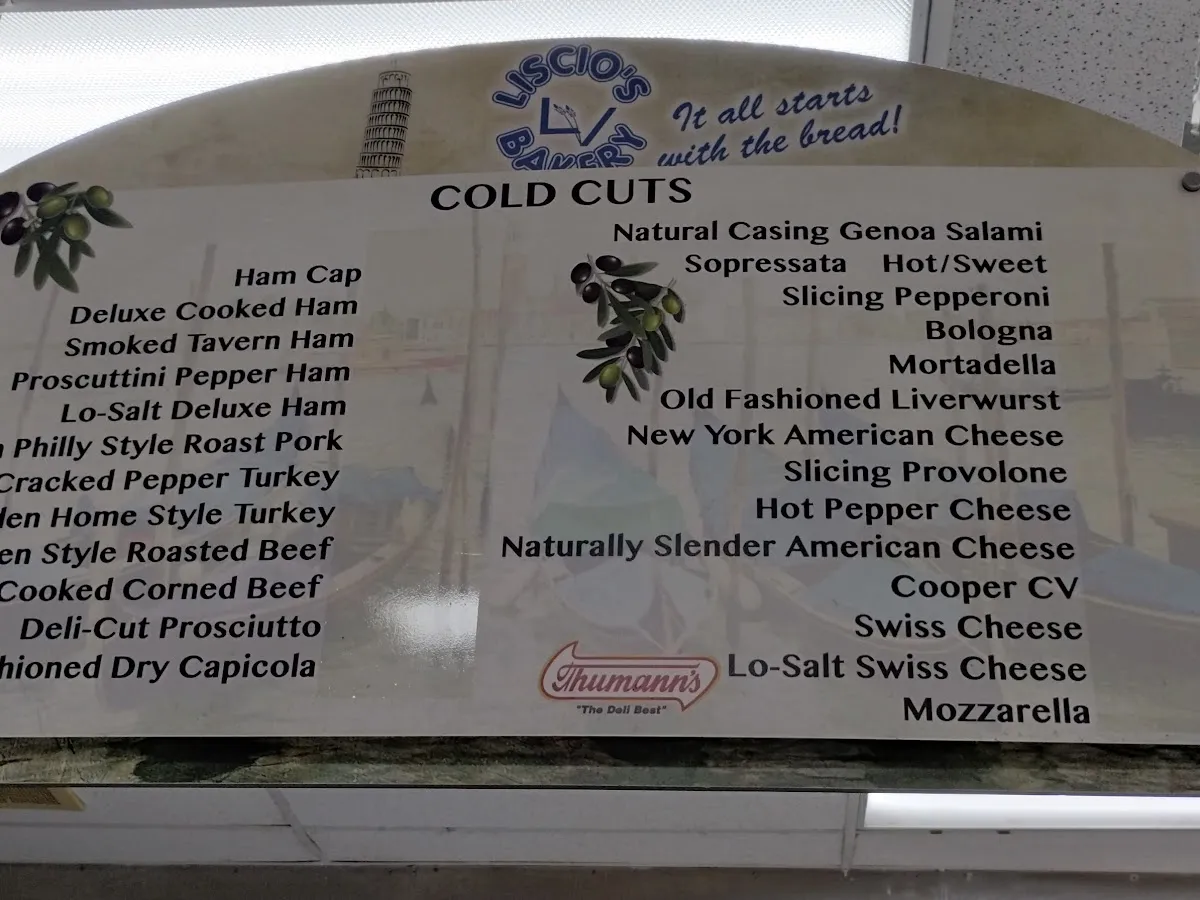 LISCIO'S
BAKERY
It all starts
with the bread!
COLD CUTS
Ham Cap
Deluxe Cooked Ham
Smoked Tavern Ham
Proscuttini Pepper Ham
Lo-Salt Deluxe Ham
Philly Style Roast Pork
Cracked Pepper Turkey
Home Style Turkey
Style Roasted Beef
Cooked Corned Beef
Deli-Cut Prosciutto
Dry Capicola
Natural Casing Genoa Salami
Sopressata Hot/Sweet
Slicing Pepperoni
Bologna
Mortadella
Old Fashioned Liverwurst
New York American Cheese
Slicing Provolone
Hot Pepper Cheese
Naturally Slender American Cheese
Cooper CV
Swiss Cheese
Lo-Salt Swiss Cheese
Mozzarella
Thumann's
"The Deli Best"